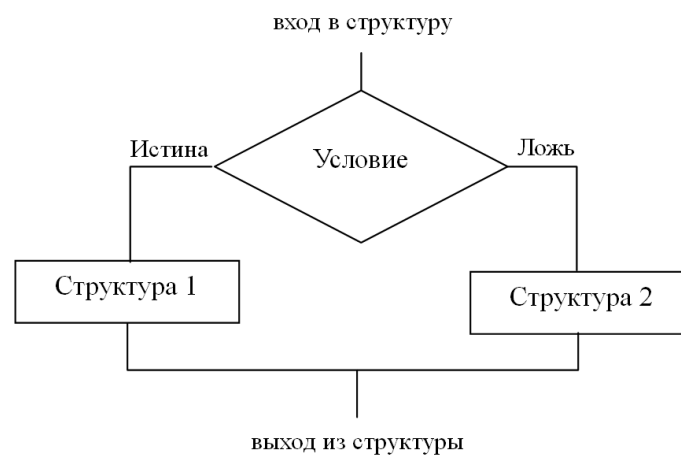 вход в структуру
Истина
Условие
Ложь
Структура 1
Структура 2
выход из структуры